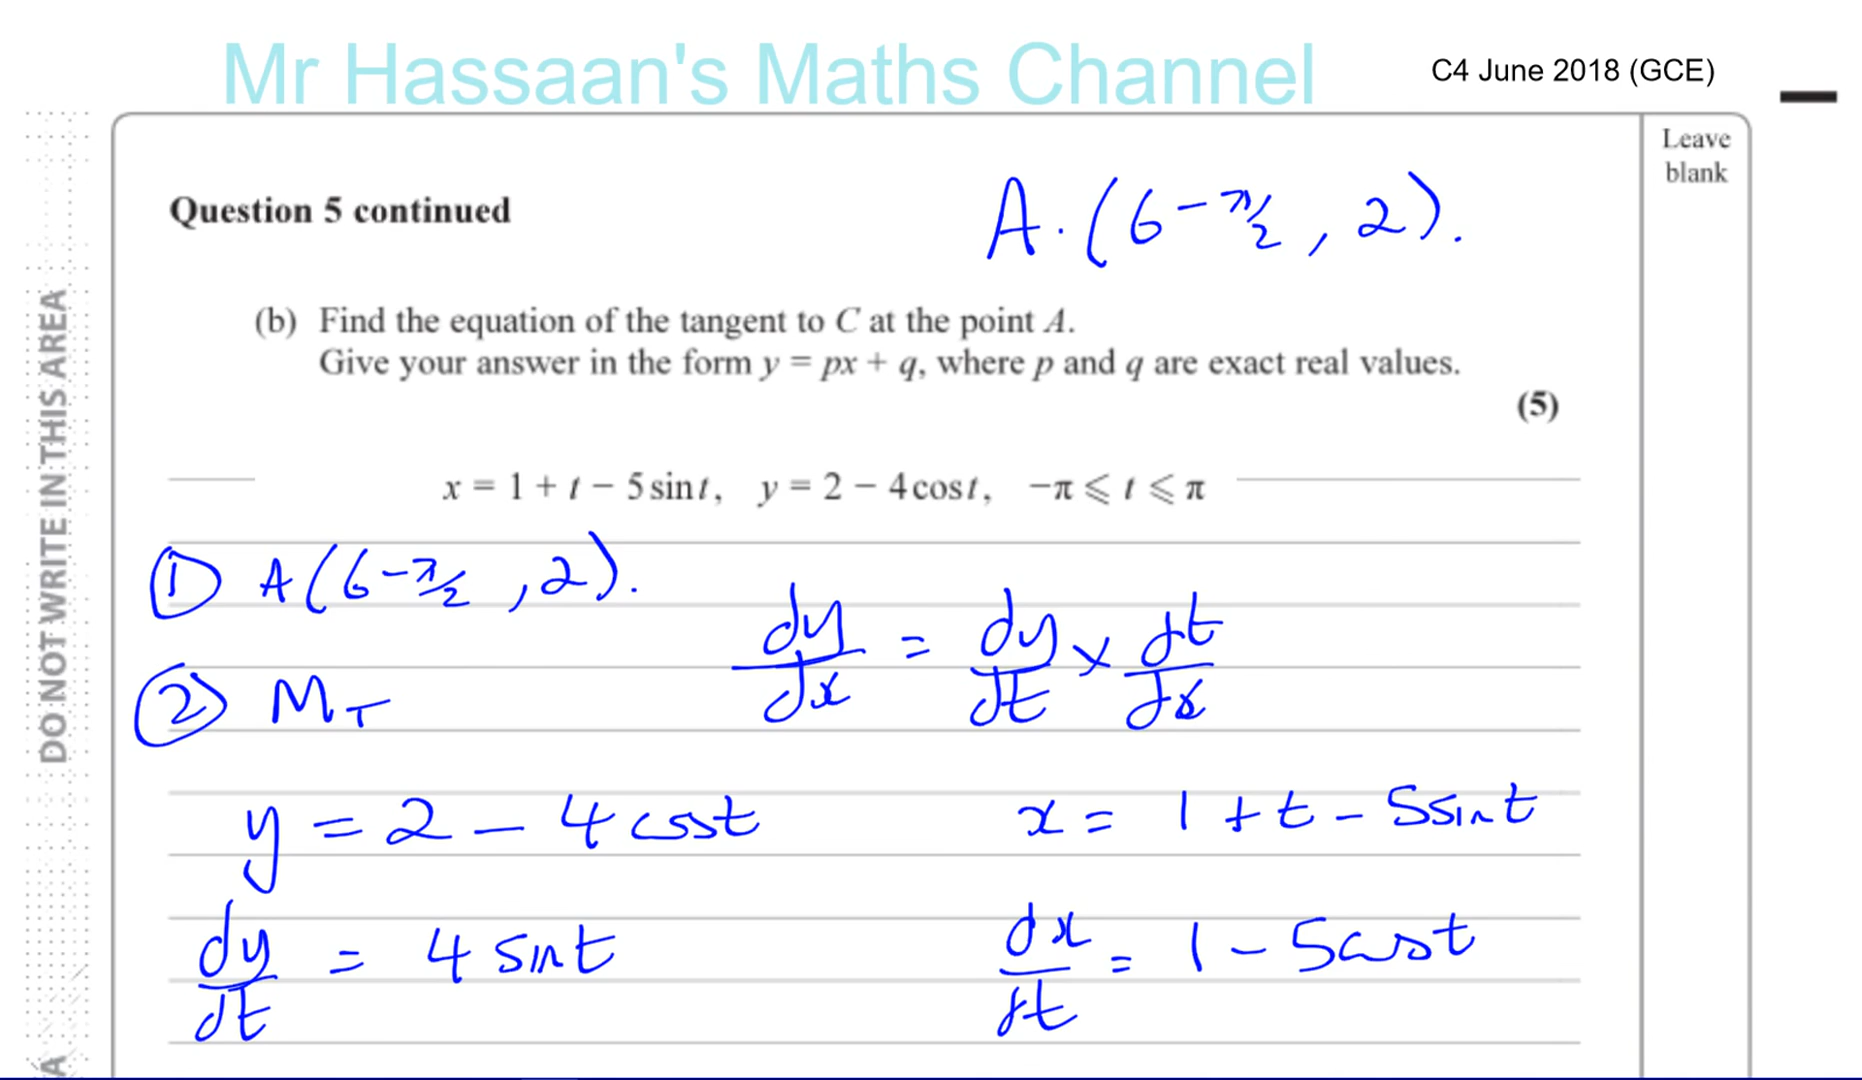 Mr Hassaan's Maths Channel
C4 June 2018 (GCE)
Leave
blank
Question 5 continued
A. (6 - π/2, 2).
(b) Find the equation of the tangent to C at the point A.
Give your answer in the form y = px + q, where p and q are exact real values.
(5)
x = 1 + t − 5 sin t, y = 2 − 4 cos t, −π ⩽ t ⩽ π
① A (6 - π/2, 2).
② M_T dy/dx = dy/dt × dt/dx
y = 2 - 4 cos t x = 1 + t - 5 sin t
dy/dt = 4 sin t dx/dt = 1 - 5 cos t
DO NOT WRITE IN THIS AREA
A